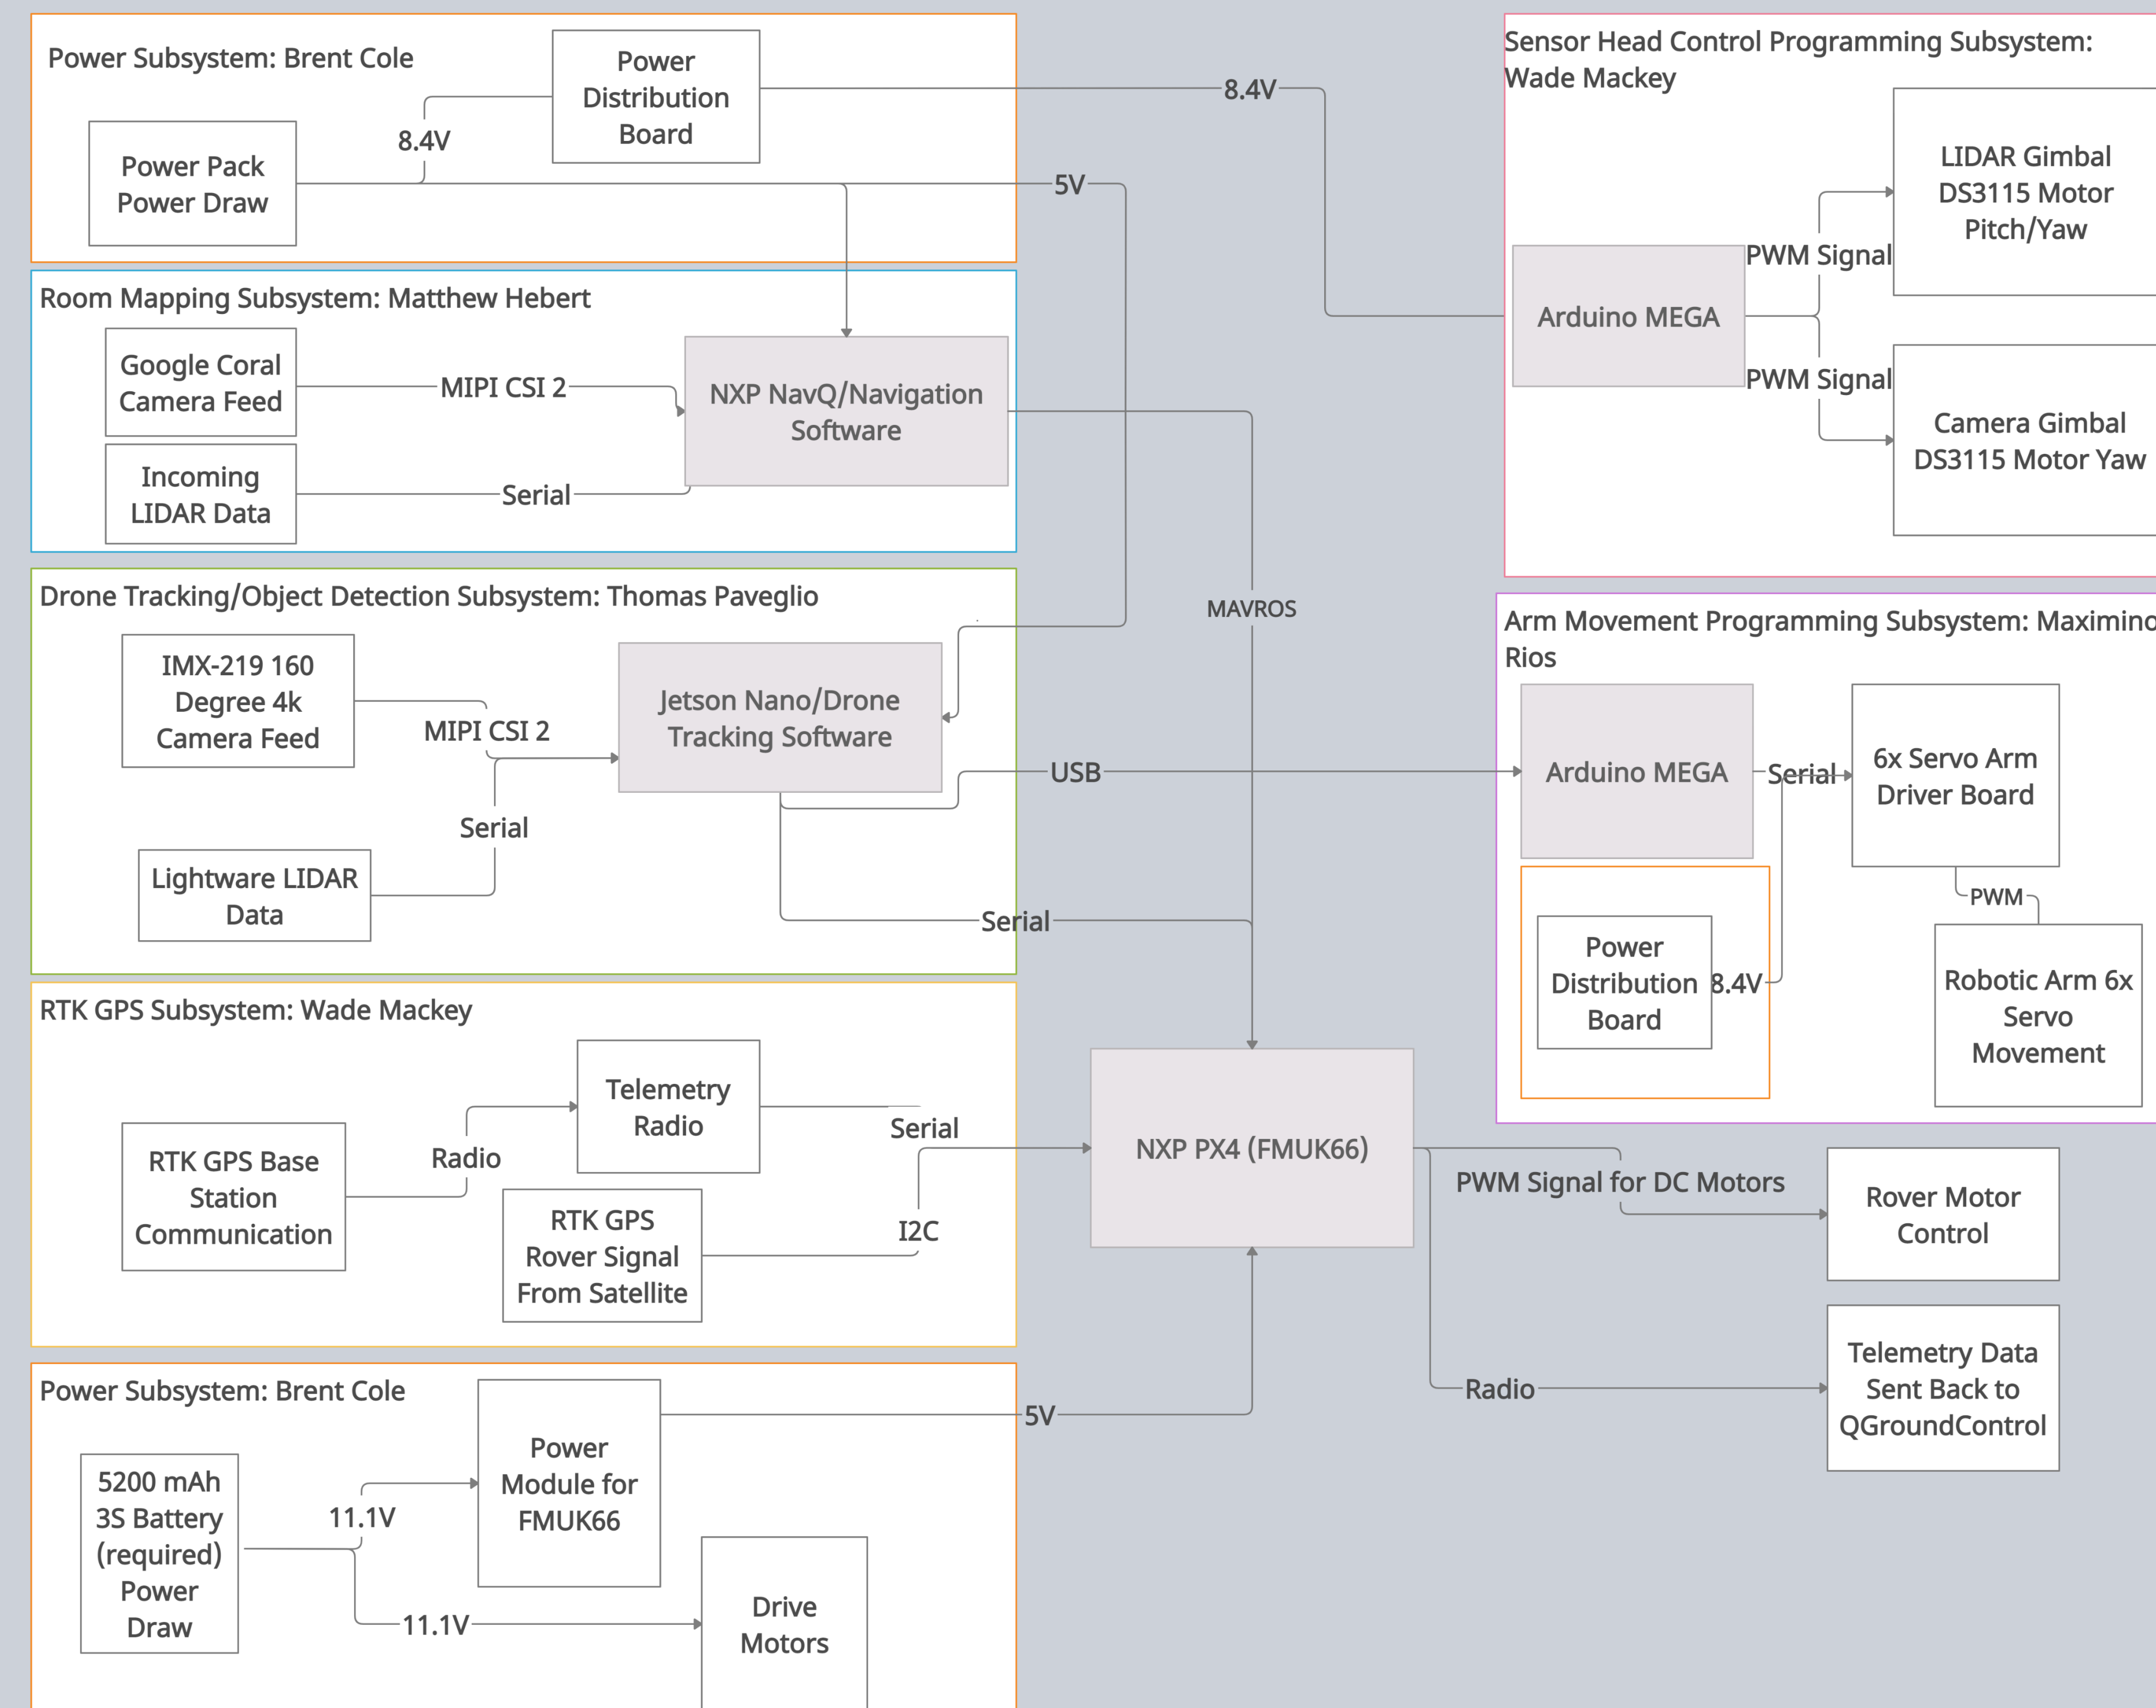 Power Subsystem: Brent Cole
Power
Distribution
Board
8.4V
Power Pack
Power Draw
8.4V
5V
Room Mapping Subsystem: Matthew Hebert
Google Coral
Camera Feed
MIPI CSI 2
NXP NavQ/Navigation
Software
Incoming
LIDAR Data
Serial
MAVROS
Drone Tracking/Object Detection Subsystem: Thomas Paveglio
IMX-219 160
Degree 4k
Camera Feed
MIPI CSI 2
Jetson Nano/Drone
Tracking Software
USB
Serial
Lightware LIDAR
Data
Serial
RTK GPS Subsystem: Wade Mackey
Telemetry
Radio
Serial
Radio
RTK GPS Base
Station
Communication
RTK GPS
Rover Signal
From Satellite
I2C
NXP PX4 (FMUK66)
Power Subsystem: Brent Cole
Power
Module for
FMUK66
5V
5200 mAh
3S Battery
(required)
Power
Draw
11.1V
11.1V
Drive
Motors
Sensor Head Control Programming Subsystem:
Wade Mackey
LIDAR Gimbal
DS3115 Motor
Pitch/Yaw
PWM Signal
Arduino MEGA
PWM Signal
Camera Gimbal
DS3115 Motor Yaw
Arm Movement Programming Subsystem: Maximino
Rios
Arduino MEGA
Serial
6x Servo Arm
Driver Board
PWM
Power
Distribution
Board
8.4V
Robotic Arm 6x
Servo
Movement
PWM Signal for DC Motors
Rover Motor
Control
Radio
Telemetry Data
Sent Back to
QGroundControl